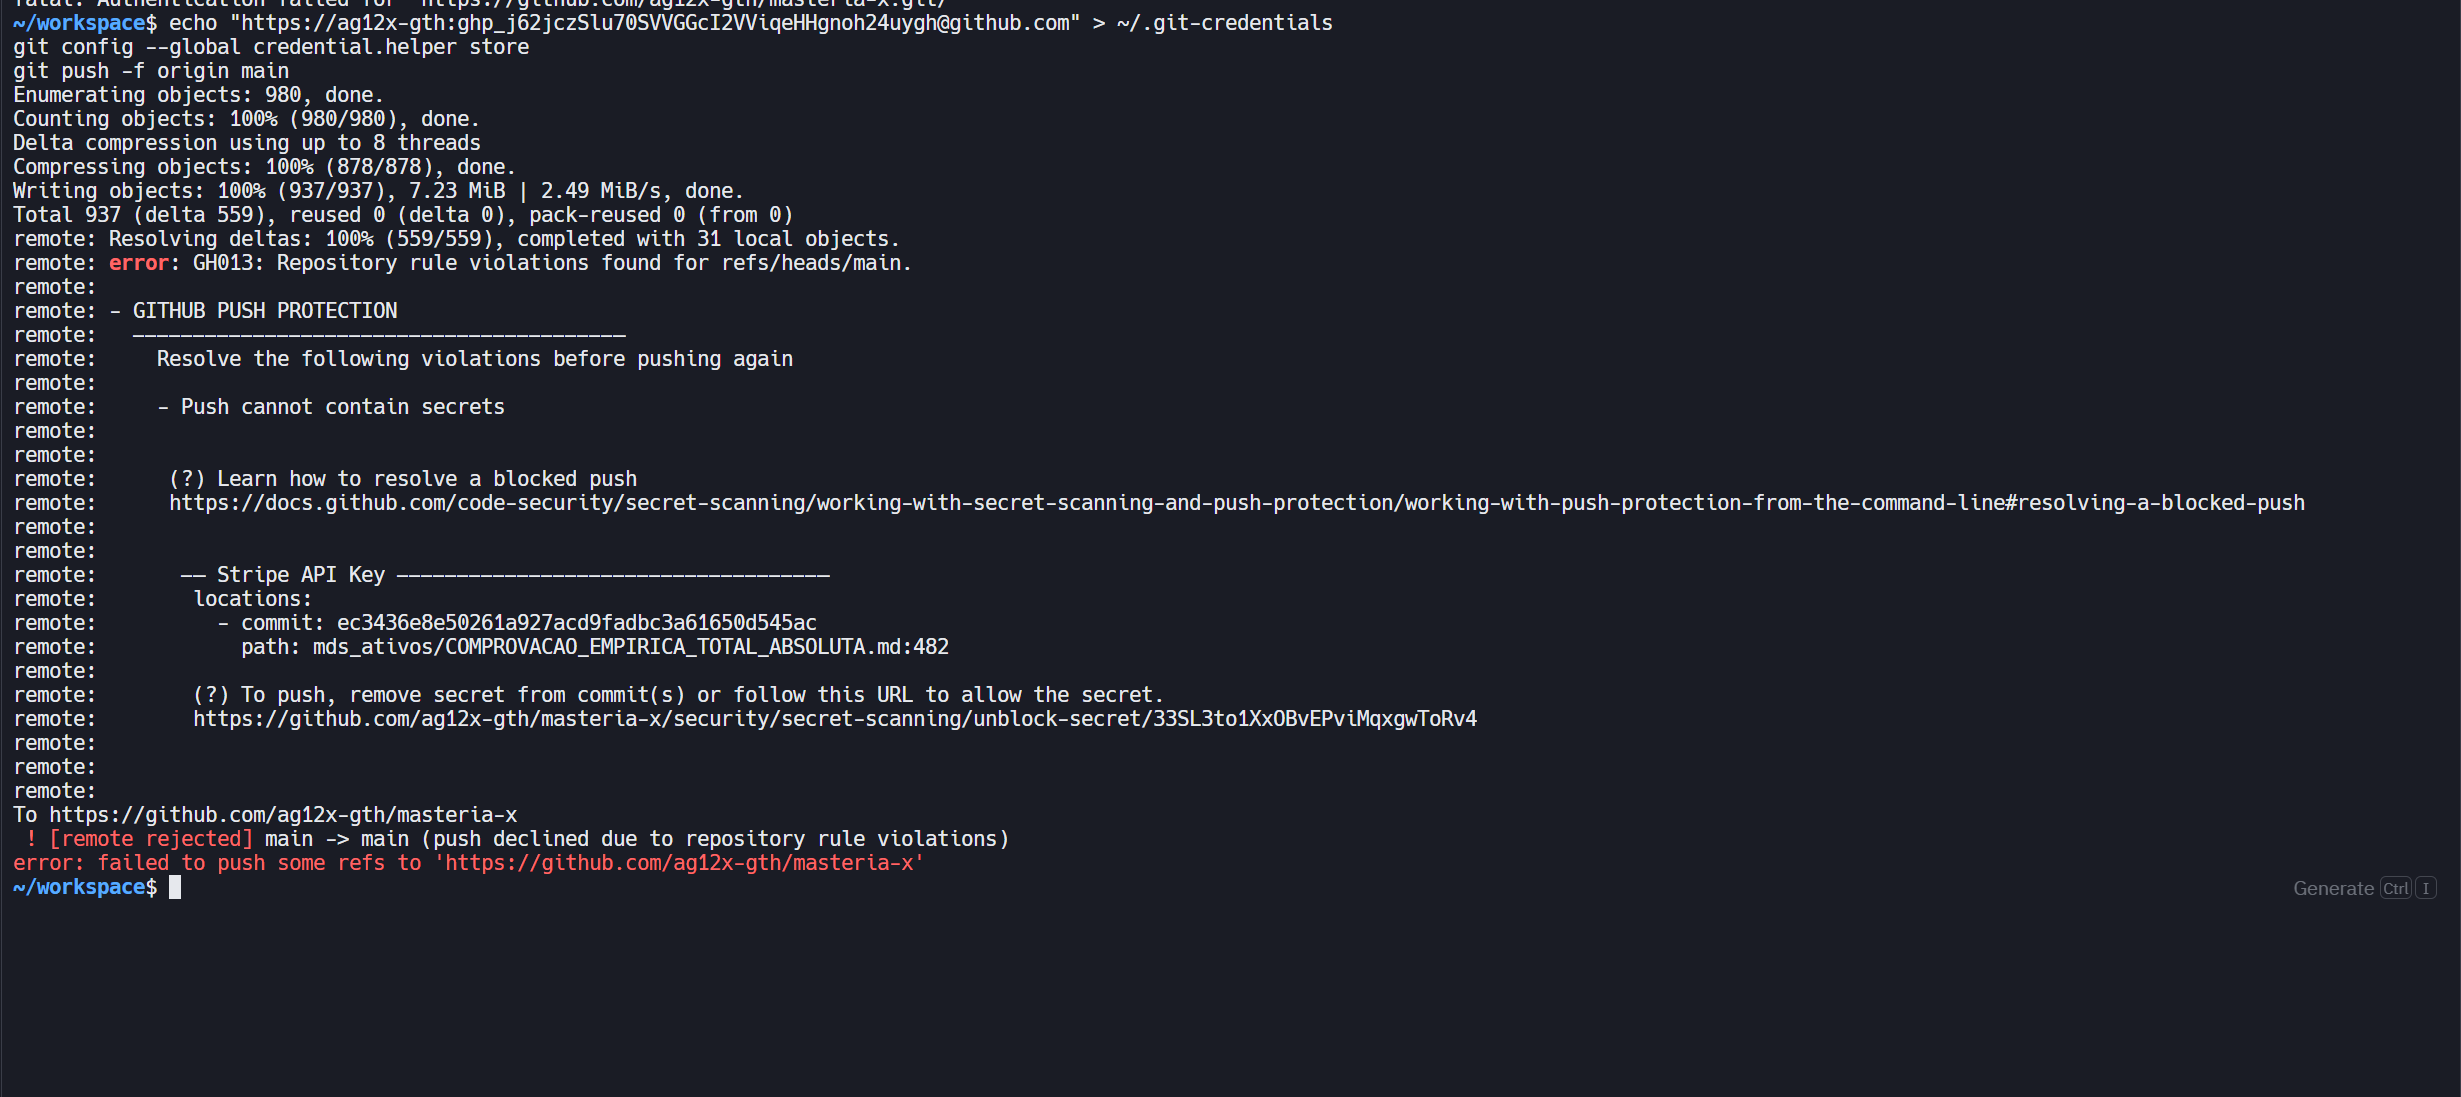 fatal: Authentication failed for 'https://github.com/ag12x-gth/masteria-x.git/'
~/workspace$ echo "https://ag12x-gth: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@github.com" > ~/.git-credentials
git config --global credential.helper store
git push -f origin main
Enumerating objects: 980, done.
Counting objects: 100% (980/980), done.
Delta compression using up to 8 threads
Compressing objects: 100% (878/878), done.
Writing objects: 100% (937/937), 7.23 MiB | 2.49 MiB/s, done.
Total 937 (delta 559), reused 0 (delta 0), pack-reused 0 (from 0)
remote: Resolving deltas: 100% (559/559), completed with 31 local objects.
remote: error: GH013: Repository rule violations found for refs/heads/main.
remote:
remote: - GITHUB PUSH PROTECTION
remote:   —————————————————————————————————————————
remote:     Resolve the following violations before pushing again
remote:
remote:     - Push cannot contain secrets
remote:
remote:
remote:      (?) Learn how to resolve a blocked push
remote:      https://docs.github.com/code-security/secret-scanning/working-with-secret-scanning-and-push-protection/working-with-push-protection-from-the-command-line#resolving-a-blocked-push
remote:
remote:
remote:       —— Stripe API Key ————————————————————————————————————
remote:        locations:
remote:          - commit: ec3436e8e50261a927acd9fadbc3a61650d545ac
remote:            path: mds_ativos/COMPROVACAO_EMPIRICA_TOTAL_ABSOLUTA.md:482
remote:
remote:        (?) To push, remove secret from commit(s) or follow this URL to allow the secret.
remote:        https://github.com/ag12x-gth/masteria-x/security/secret-scanning/unblock-secret/33SL3to1XxOBvEPviMqxgwToRv4
remote:
remote:
remote:
To https://github.com/ag12x-gth/masteria-x
 ! [remote rejected] main -> main (push declined due to repository rule violations)
error: failed to push some refs to 'https://github.com/ag12x-gth/masteria-x'
~/workspace$
Generate Ctrl I